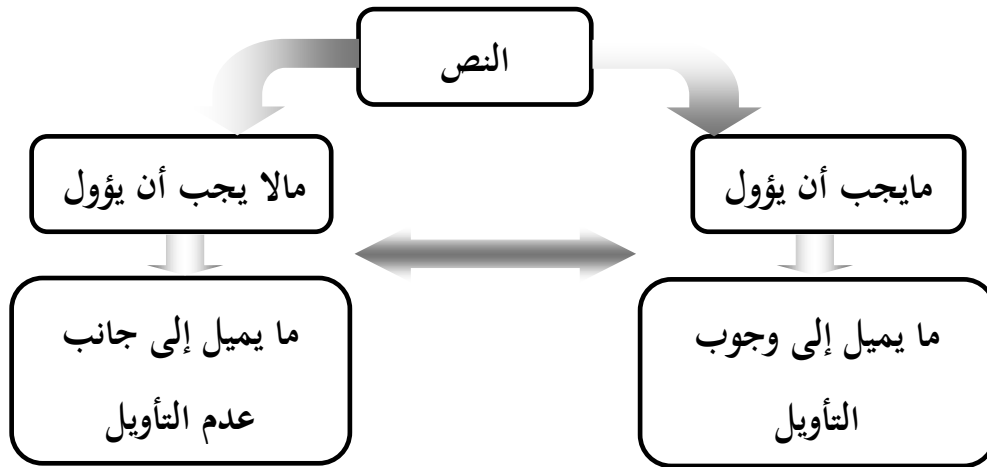 النص
مايجب أن يؤول
مالا يجب أن يؤول
ما يميل إلى وجوب
التأويل
ما يميل إلى جانب
عدم التأويل